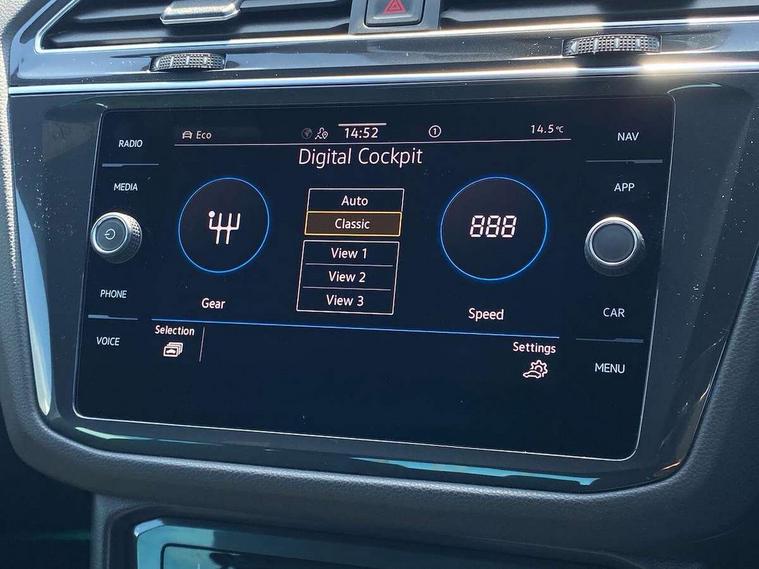 Eco 14:52 1 14.5°C
Digital Cockpit
RADIO
MEDIA
PHONE
VOICE
Auto
Classic
View 1
View 2
View 3
Gear
888
Speed
Selection
Settings
NAV
APP
CAR
MENU